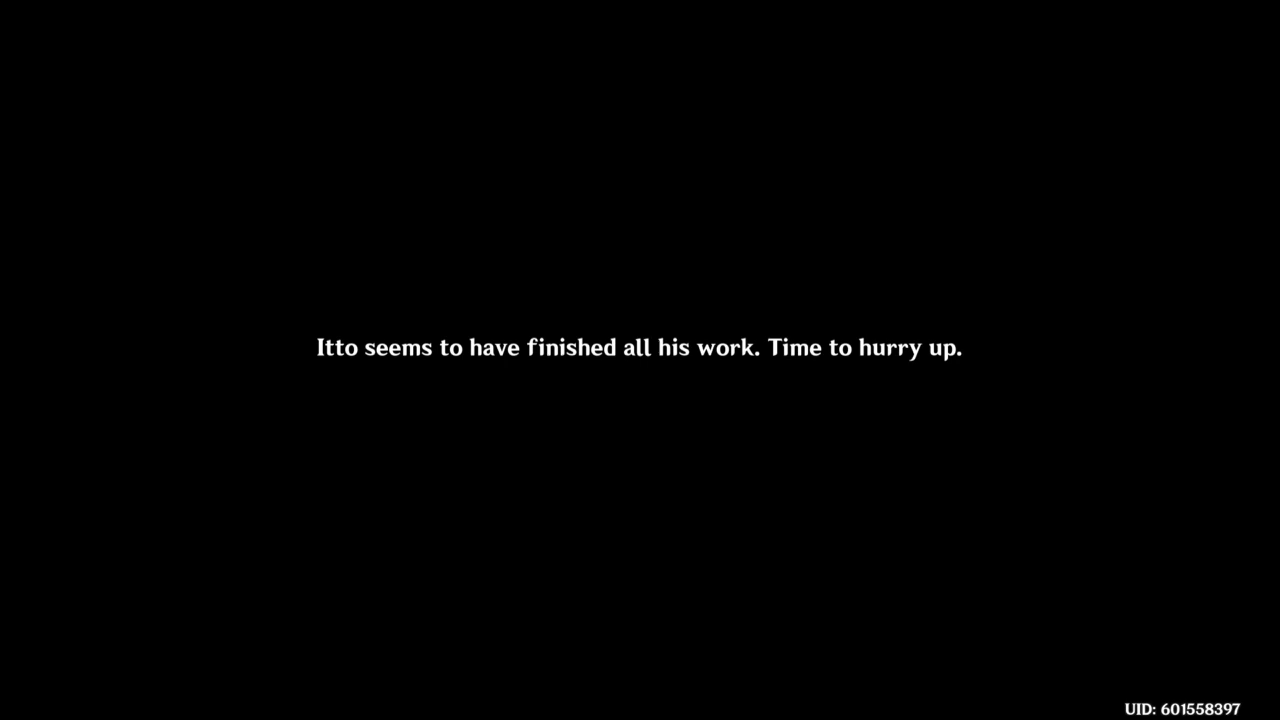 Itto seems to have finished all his work. Time to hurry up.
UID: 601558397